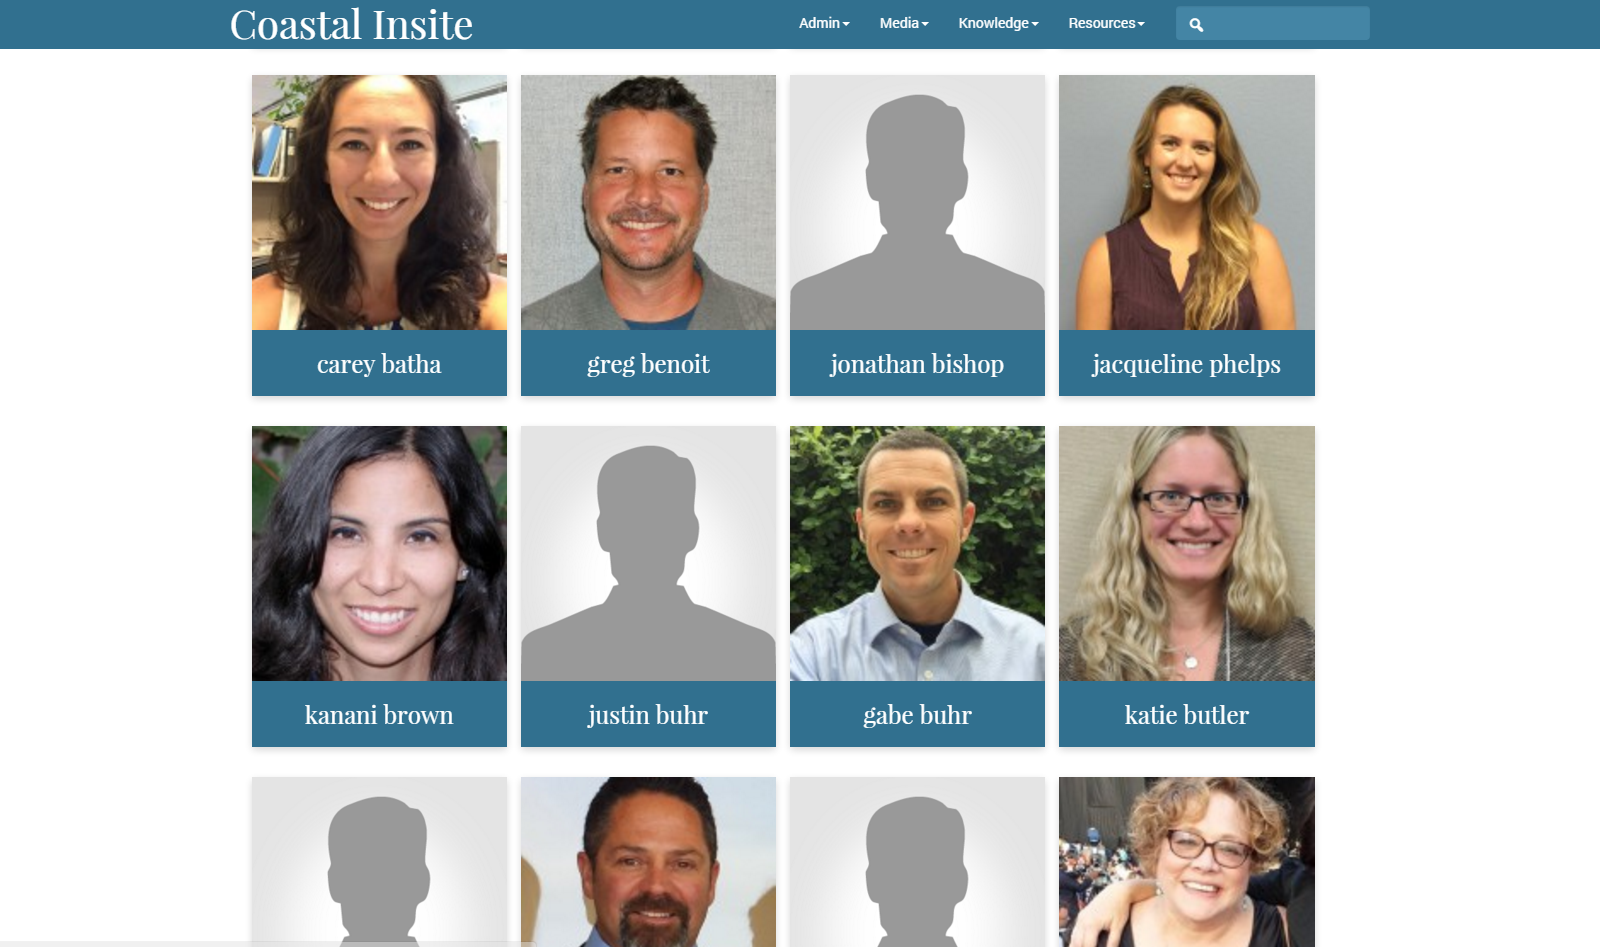 Coastal Insite
Admin
Media
Knowledge
Resources
carey batha
greg benoit
jonathan bishop
jacqueline phelps
kanani brown
justin buhr
gabe buhr
katie butler